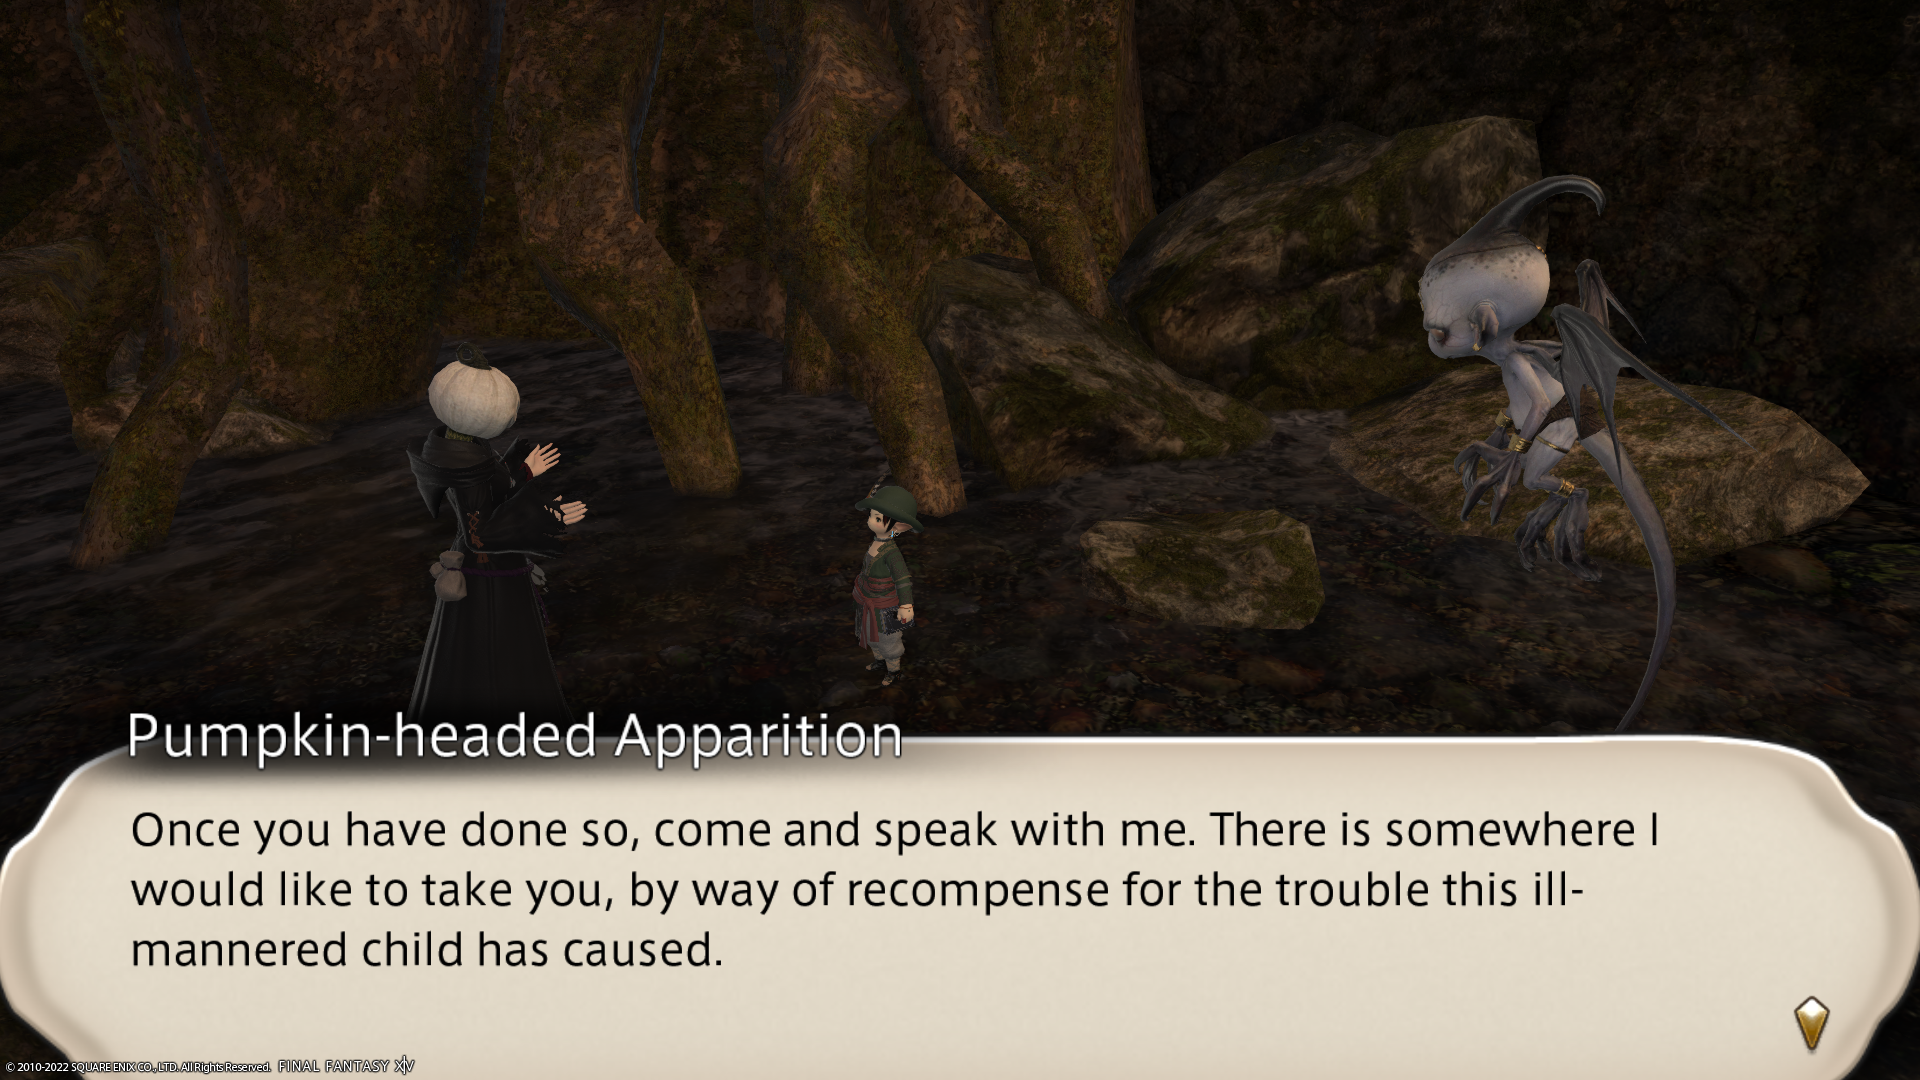 Pumpkin-headed Apparition
Once you have done so, come and speak with me. There is somewhere I
would like to take you, by way of recompense for the trouble this ill-
mannered child has caused.
© 2010-2022 SQUARE ENIX CO., LTD. All Rights Reserved. FINAL FANTASY XIV